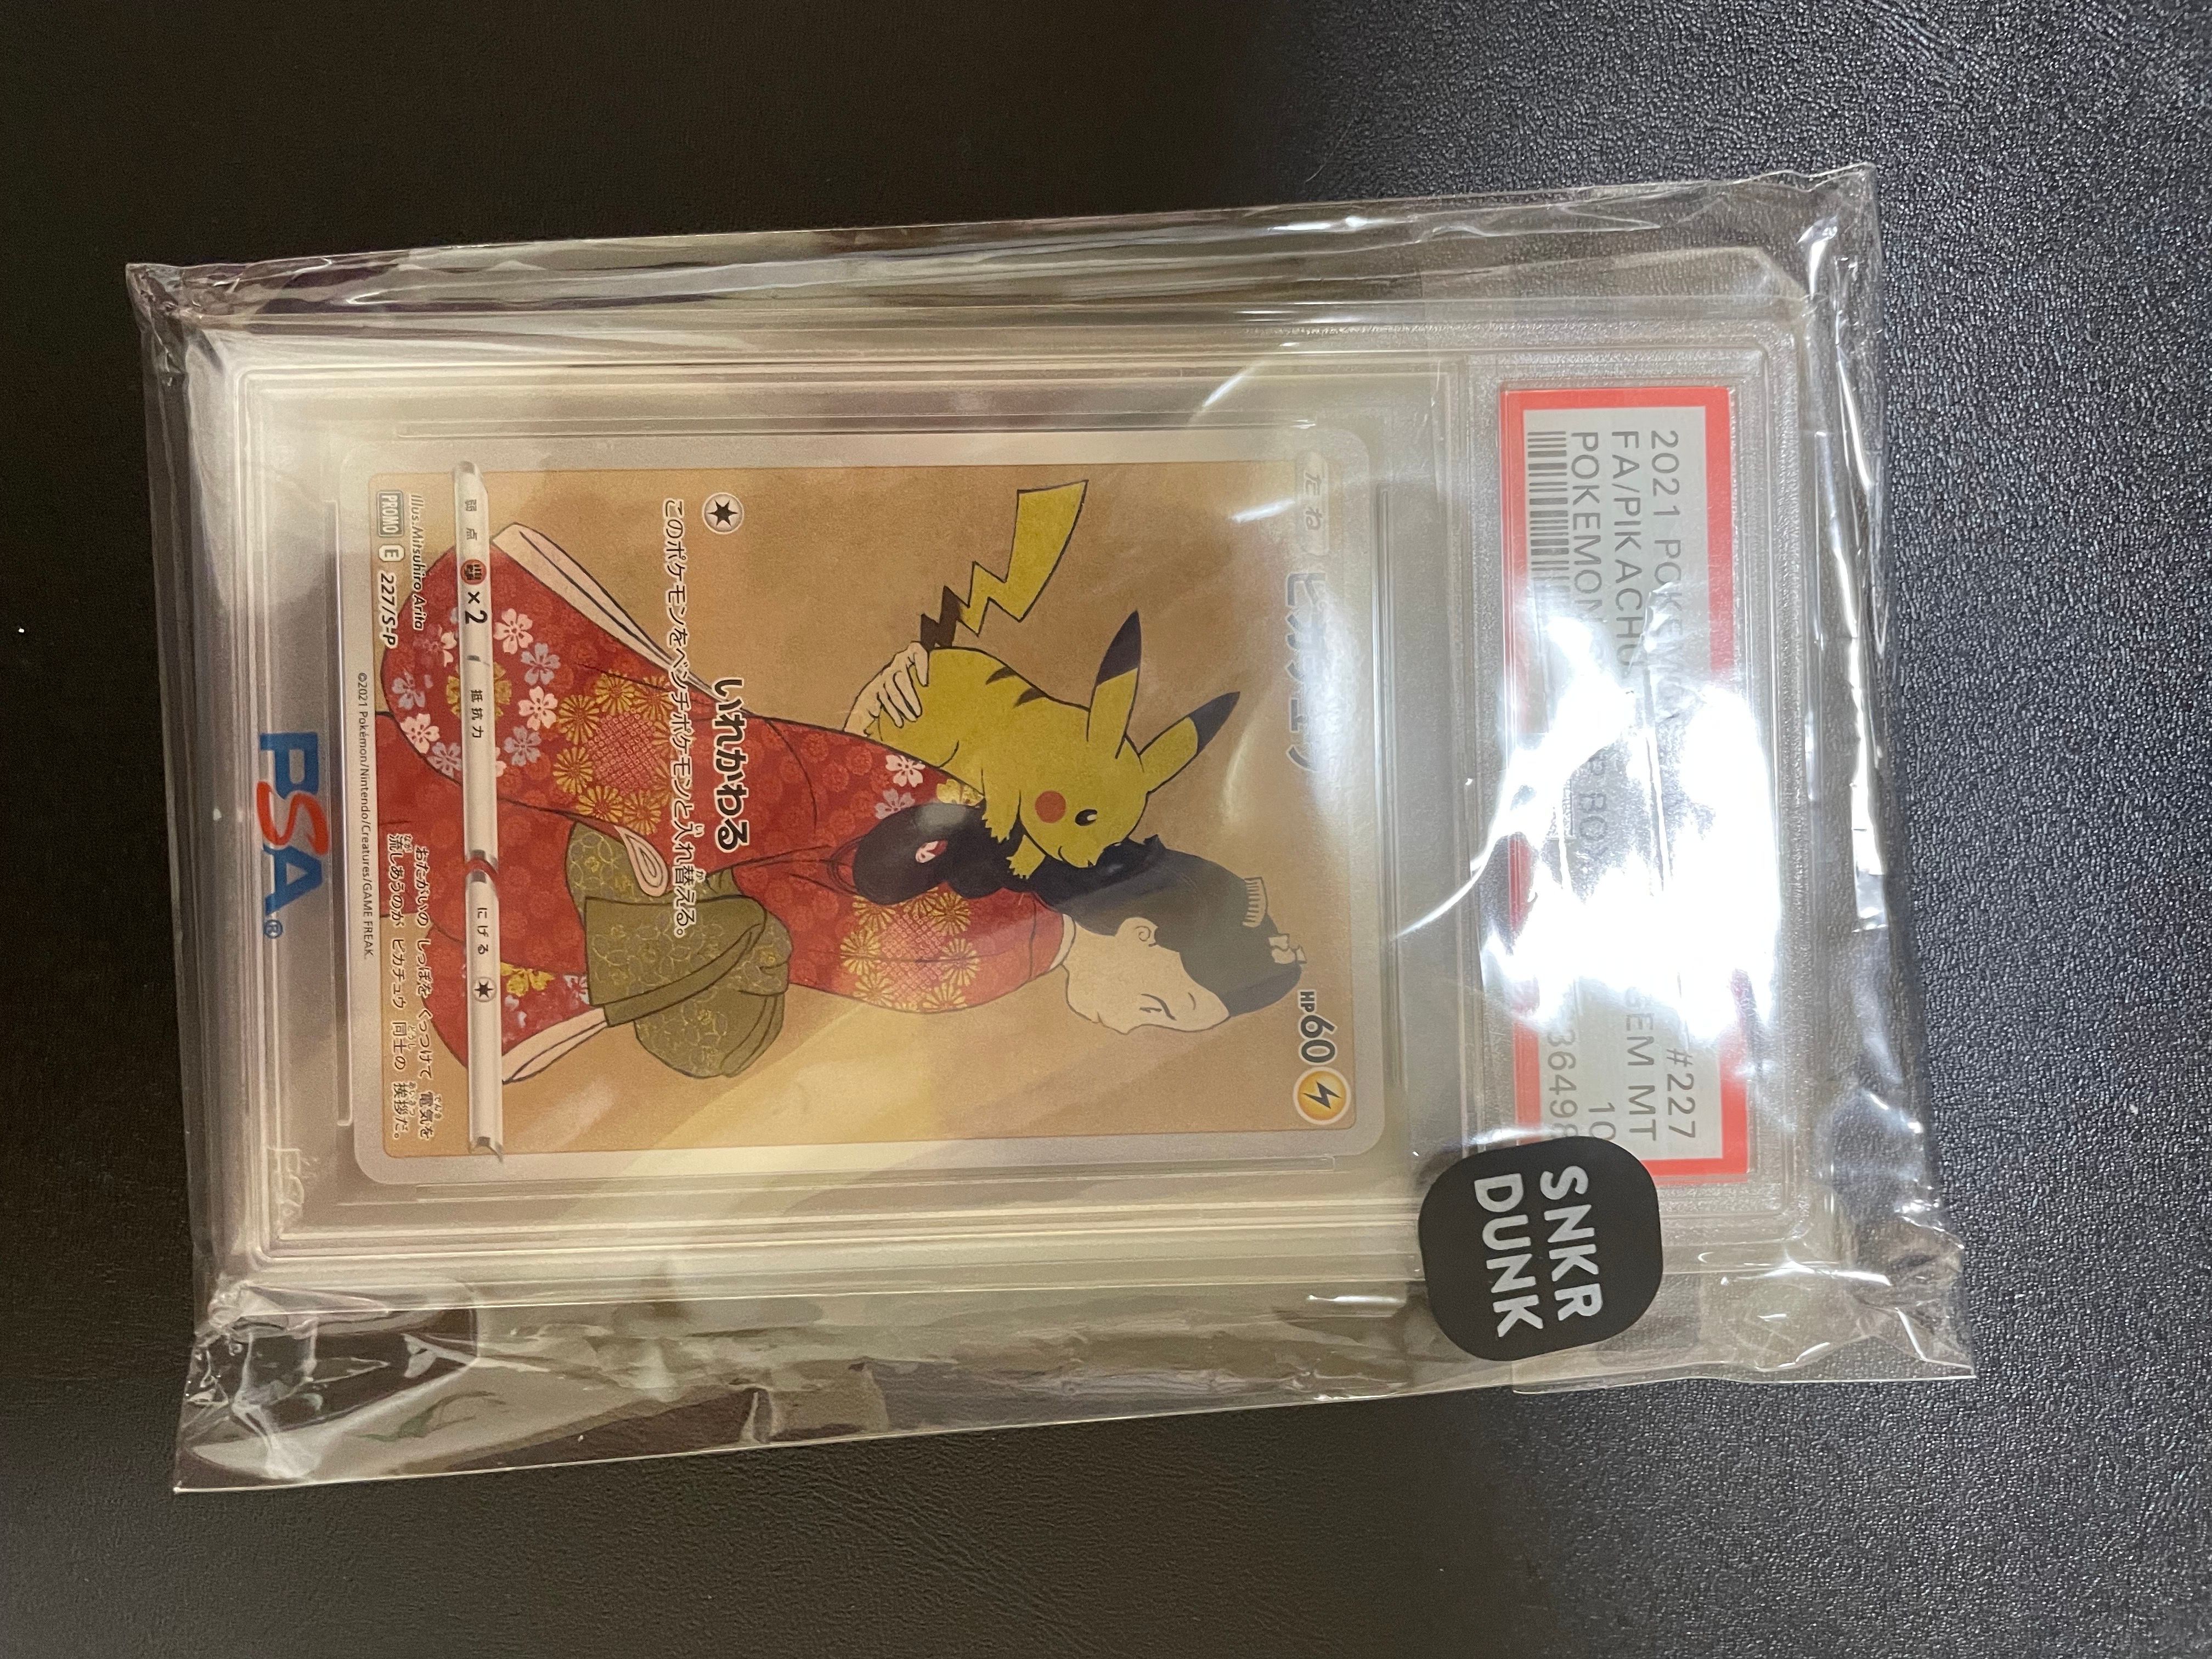 2021 POKEMON #227
FA/PIKACHU GEM MT
POKEMON BOX 10
SNKR
DUNK
たね
ピカチュウ
HP60
いれかわる
このポケモンをベンチポケモンと入れ替える。
弱点 ×2 抵抗力 にげる
Illus.Mitsuhiro Arita
PROMO E 227/S-P
おたがいの しっぽを くっつけて 電気を
流しあうのが ピカチュウ 同士の 挨拶だ。
©2021 Pokémon/Nintendo/Creatures/GAME FREAK.
PSA®